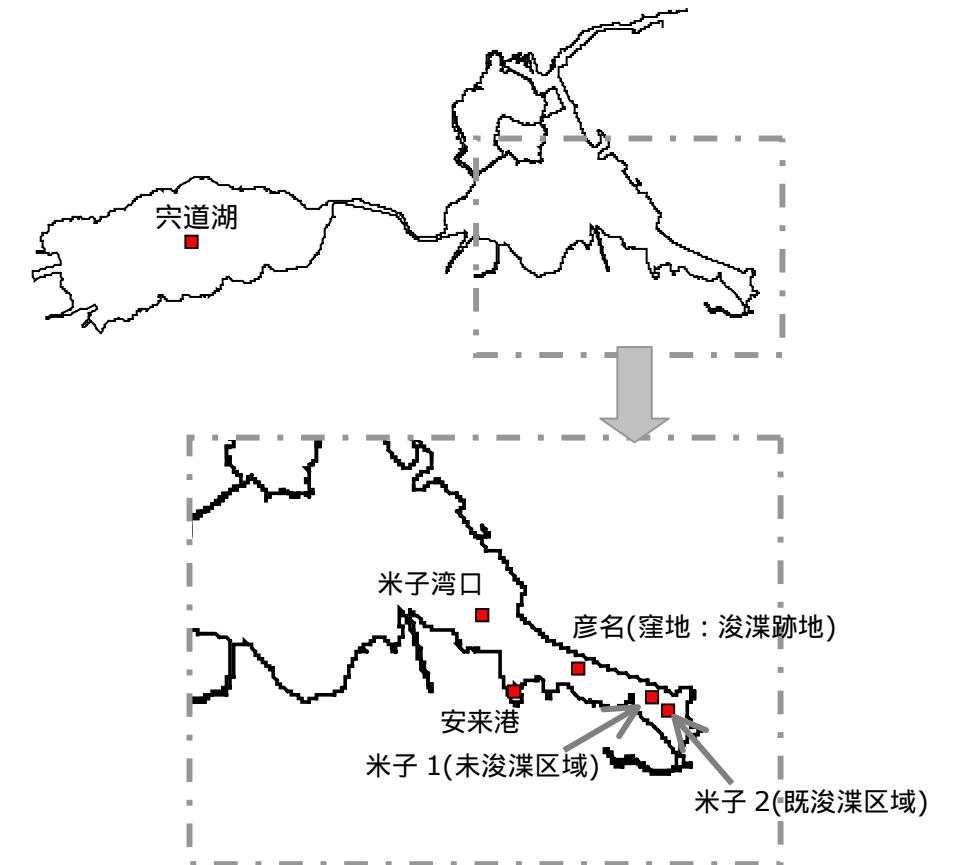 宍道湖
米子湾口
彦名(窪地：浚渫跡地)
安来港
米子 1(未浚渫区域)
米子 2(既浚渫区域)